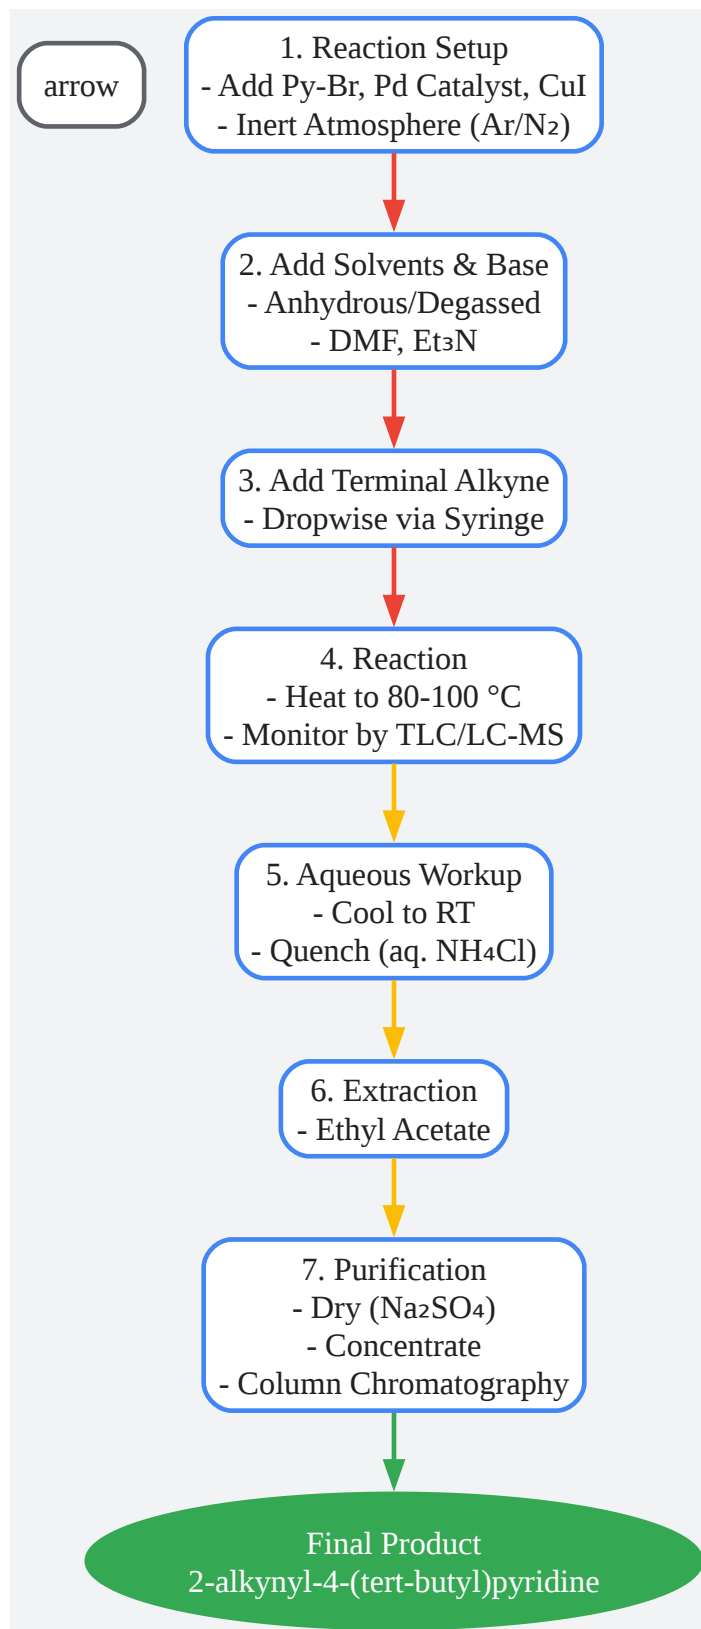 arrow
1. Reaction Setup
- Add Py-Br, Pd Catalyst, CuI
- Inert Atmosphere (Ar/N₂)
2. Add Solvents & Base
- Anhydrous/Degassed
- DMF, Et₃N
3. Add Terminal Alkyne
- Dropwise via Syringe
4. Reaction
- Heat to 80-100 °C
- Monitor by TLC/LC-MS
5. Aqueous Workup
- Cool to RT
- Quench (aq. NH₄Cl)
6. Extraction
- Ethyl Acetate
7. Purification
- Dry (Na₂SO₄)
- Concentrate
- Column Chromatography
Final Product
2-alkynyl-4-(tert-butyl)pyridine